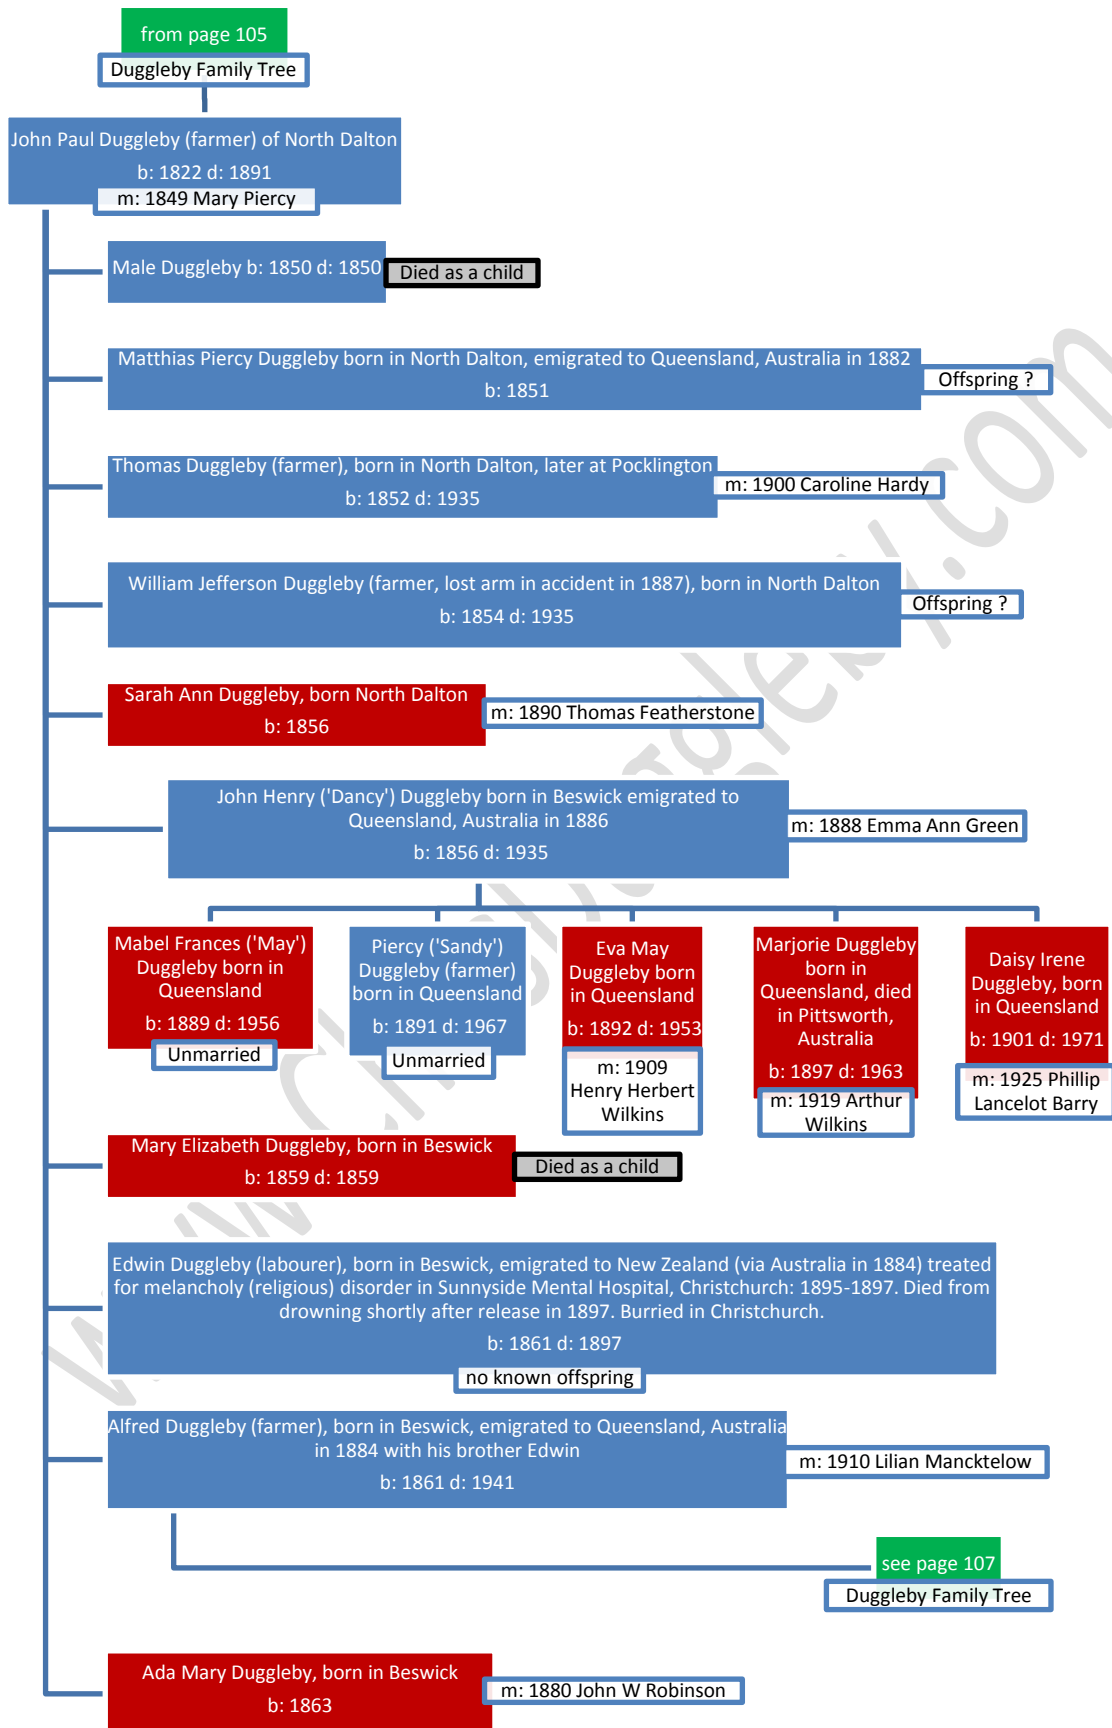 from page 105
Duggleby Family Tree
John Paul Duggleby (farmer) of North Dalton
b: 1822 d: 1891
m: 1849 Mary Piercy
Male Duggleby b: 1850 d: 1850
Died as a child
Matthias Piercy Duggleby born in North Dalton, emigrated to Queensland, Australia in 1882
b: 1851
Offspring ?
Thomas Duggleby (farmer), born in North Dalton, later at Pocklington
b: 1852 d: 1935
m: 1900 Caroline Hardy
William Jefferson Duggleby (farmer, lost arm in accident in 1887), born in North Dalton
b: 1854 d: 1935
Offspring ?
Sarah Ann Duggleby, born North Dalton
b: 1856
m: 1890 Thomas Featherstone
John Henry ('Dancy') Duggleby born in Beswick emigrated to
Queensland, Australia in 1886
b: 1856 d: 1935
m: 1888 Emma Ann Green
Mabel Frances ('May')
Duggleby born in
Queensland
b: 1889 d: 1956
Unmarried
Piercy ('Sandy')
Duggleby (farmer)
born in Queensland
b: 1891 d: 1967
Unmarried
Eva May
Duggleby born
in Queensland
b: 1892 d: 1953
m: 1909
Henry Herbert
Wilkins
Marjorie Duggleby
born in
Queensland, died
in Pittsworth,
Australia
b: 1897 d: 1963
m: 1919 Arthur
Wilkins
Daisy Irene
Duggleby, born
in Queensland
b: 1901 d: 1971
m: 1925 Phillip
Lancelot Barry
Mary Elizabeth Duggleby, born in Beswick
b: 1859 d: 1859
Died as a child
Edwin Duggleby (labourer), born in Beswick, emigrated to New Zealand (via Australia in 1884) treated
for melancholy (religious) disorder in Sunnyside Mental Hospital, Christchurch: 1895-1897. Died from
drowning shortly after release in 1897. Burried in Christchurch.
b: 1861 d: 1897
no known offspring
Alfred Duggleby (farmer), born in Beswick, emigrated to Queensland, Australia
in 1884 with his brother Edwin
b: 1861 d: 1941
m: 1910 Lilian Mancktelow
see page 107
Duggleby Family Tree
Ada Mary Duggleby, born in Beswick
b: 1863
m: 1880 John W Robinson